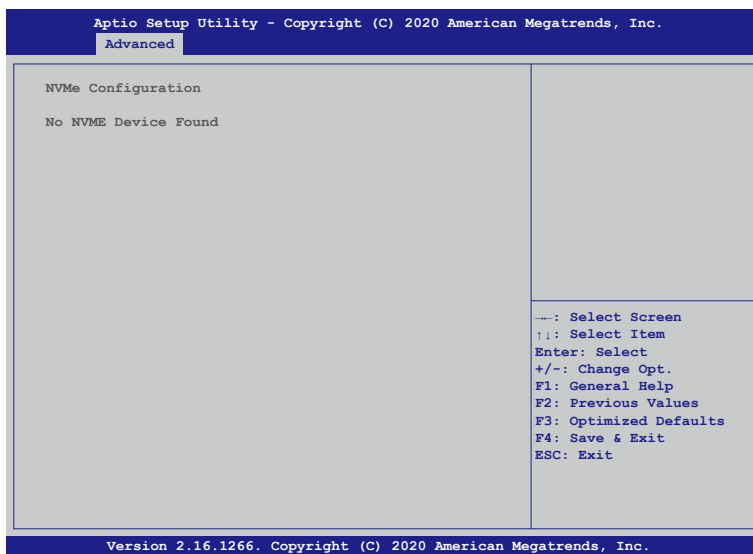 Aptio Setup Utility - Copyright (C) 2020 American Megatrends, Inc.
Advanced
NVMe Configuration
No NVME Device Found
→←: Select Screen
↑↓: Select Item
Enter: Select
+/-: Change Opt.
F1: General Help
F2: Previous Values
F3: Optimized Defaults
F4: Save & Exit
ESC: Exit
Version 2.16.1266. Copyright (C) 2020 American Megatrends, Inc.